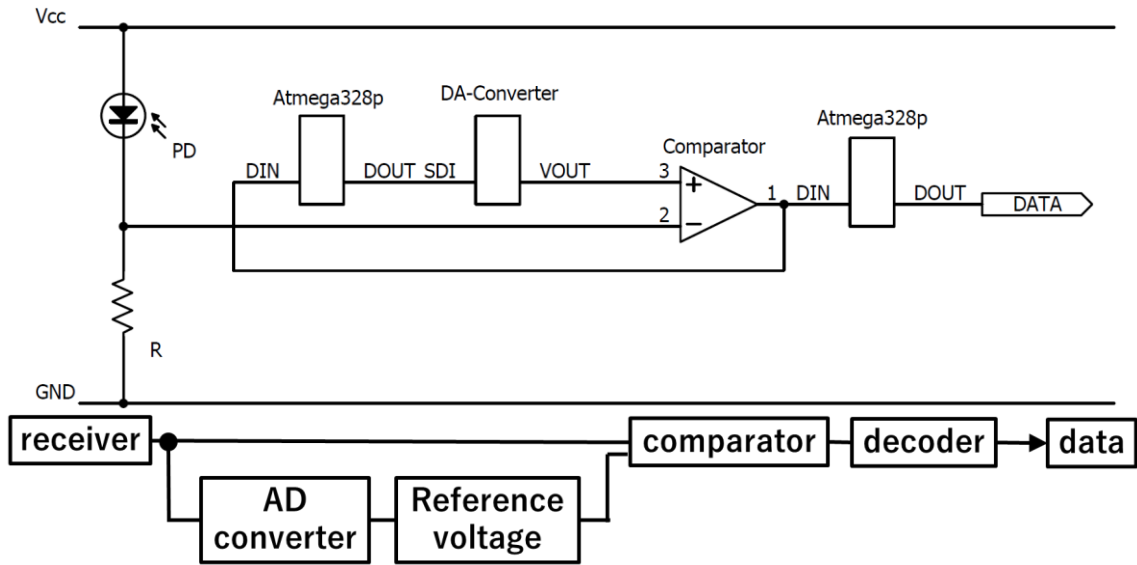 Vcc
Atmega328p
DA-Converter
Atmega328p
Comparator
PD
DIN
DOUT
SDI
VOUT
3
+
1
DIN
DOUT
DATA
2
−
R
GND
receiver
comparator
decoder
data
AD
converter
Reference
voltage